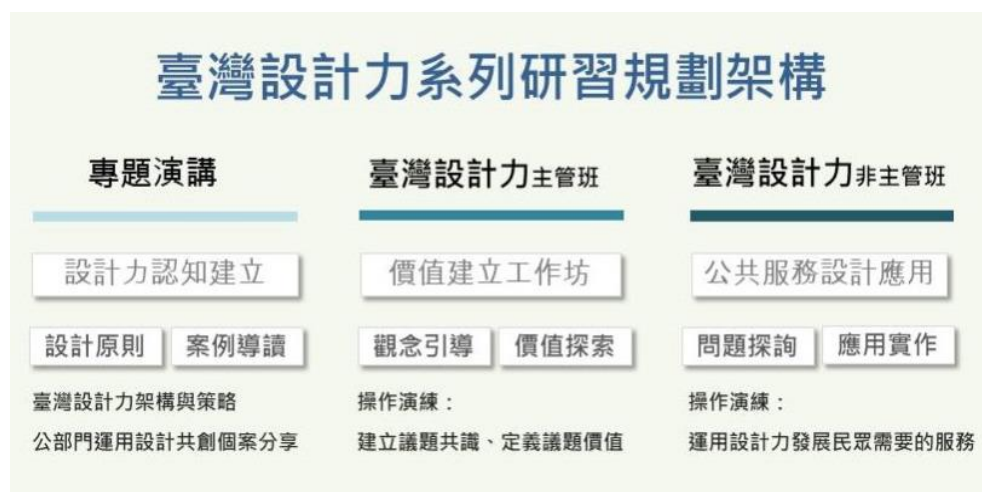 臺灣設計力系列研習規劃架構
專題演講
設計力認知建立
設計原則 案例導讀
臺灣設計力架構與策略
公部門運用設計共創個案分享
臺灣設計力主管班
價值建立工作坊
觀念引導 價值探索
操作演練：
建立議題共識、定義議題價值
臺灣設計力非主管班
公共服務設計應用
問題探詢 應用實作
操作演練：
運用設計力發展民眾需要的服務